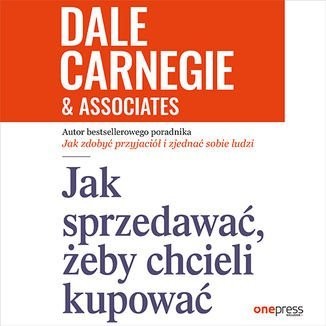 DALE
CARNEGIE
& ASSOCIATES
Autor bestsellerowego poradnika
Jak zdobyć przyjaciół i zjednać sobie ludzi
Jak
sprzedawać,
żeby chcieli
kupować
onepress